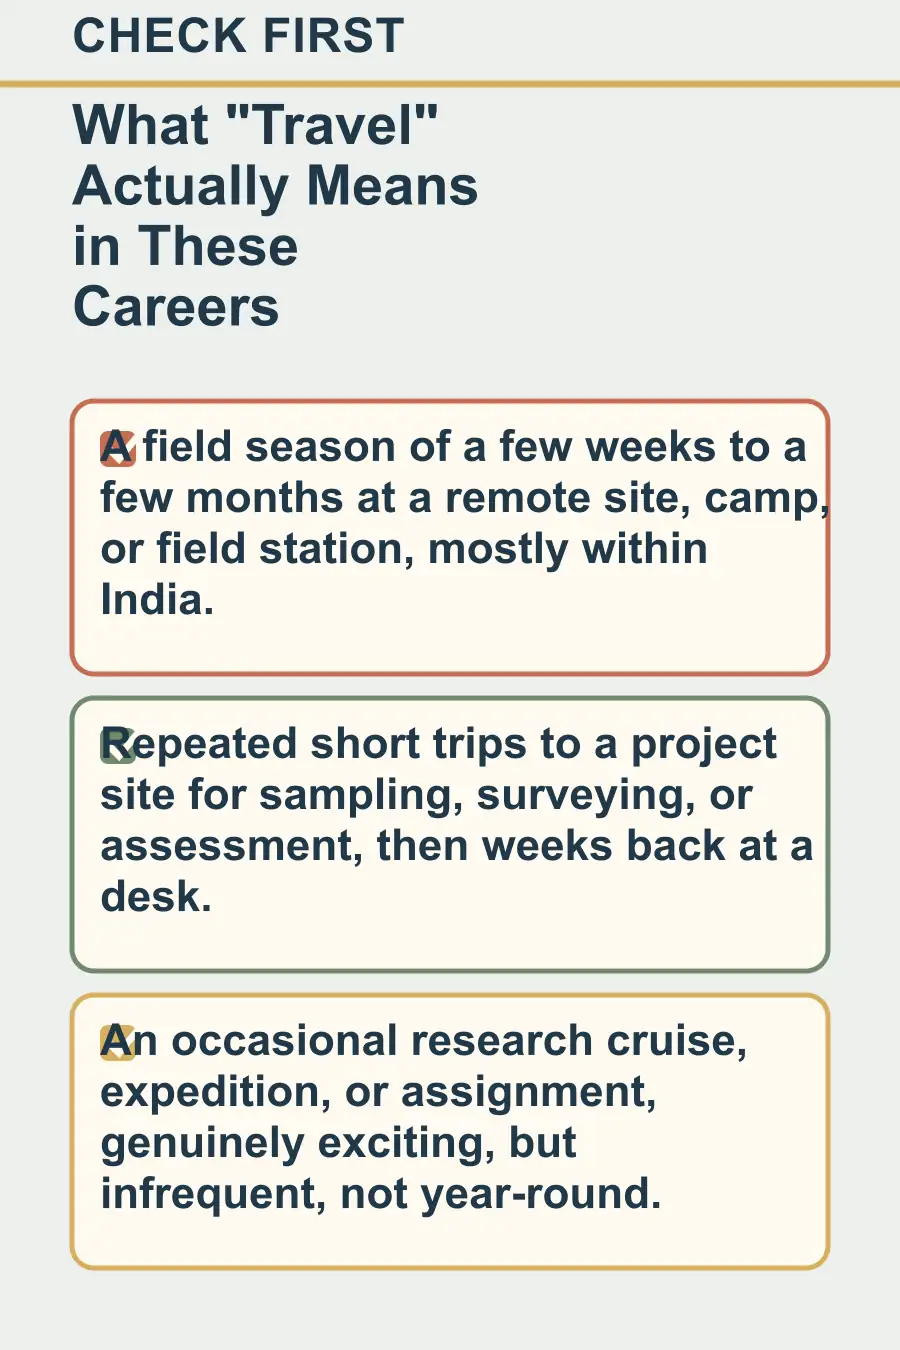 CHECK FIRST
What "Travel"
Actually Means
in These
Careers
A field season of a few weeks to a
few months at a remote site, camp,
or field station, mostly within
India.
Repeated short trips to a project
site for sampling, surveying, or
assessment, then weeks back at a
desk.
An occasional research cruise,
expedition, or assignment,
genuinely exciting, but
infrequent, not year-round.